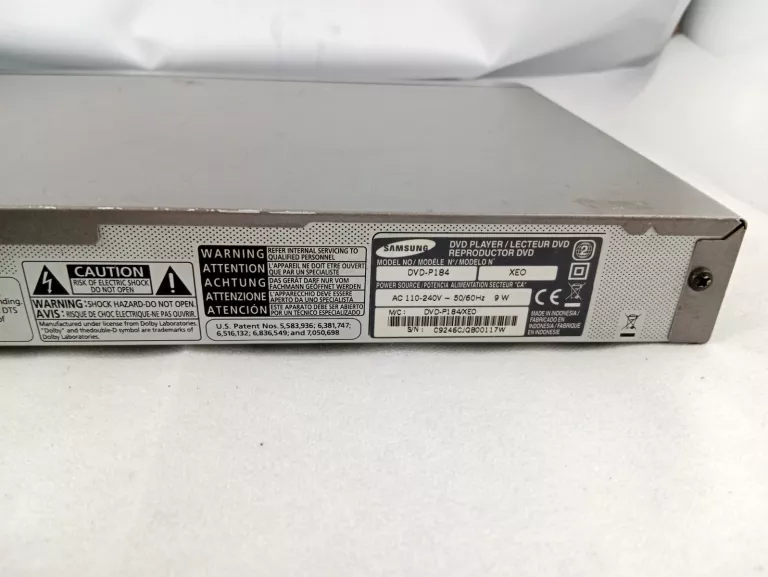 nding.
DTS
of
CAUTION
RISK OF ELECTRIC SHOCK
DO NOT OPEN
WARNING : SHOCK HAZARD-DO NOT OPEN.
AVIS : RISQUE DE CHOC ÉLECTRIQUE-NE PAS OUVRIR.
Manufactured under license from Dolby Laboratories.
"Dolby" and thedouble-D symbol are trademarks of
Dolby Laboratories.
WARNING
REFER INTERNAL SERVICING TO
QUALIFIED PERSONNEL
ATTENTION
L'APPAREIL NE DOIT ETRE OUVERT
QUE PAR UN SPECIALISTE
ACHTUNG
DAS GERÄT DARF NUR VOM
FACHMANN GEÖFFNET WERDEN
ATTENZIONE
L'APPARECCHIO DEVE ESSERE
APERTO DA UNO SPECIALISTA
ATENCIÓN
ESTE APARATO DEBE SER ABIERTO
POR UN TÉCNICO ESPECIALIZADO
U.S. Patent Nos. 5,583,936; 6,381,747;
6,516,132; 6,836,549; and 7,050,698
SAMSUNG
DVD PLAYER / LECTEUR DVD
REPRODUCTOR DVD
MODEL NO / MODÈLE N° / MODELO N°
DVD-P184 XEO
POWER SOURCE / POTENCIA ALIMENTATION SECTEUR "CA"
AC 110-240V ~ 50/60Hz 9 W
CE
M/C : DVD-P184/XEO
S/N : C9246CJQB00117W
MADE IN INDONESIA /
FABRICADO EN
INDONESIA / FABRIQUE
EN INDONESIE
2